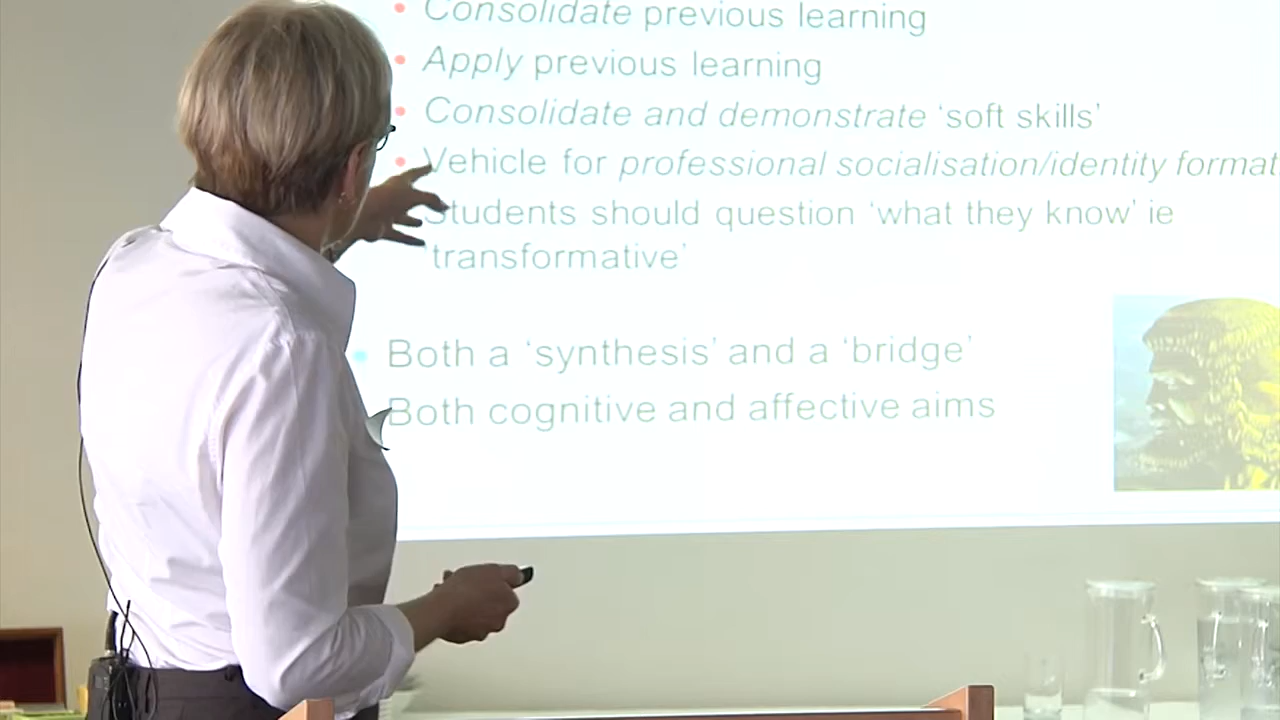 Consolidate previous learning
Apply previous learning
Consolidate and demonstrate ‘soft skills’
Vehicle for professional socialisation/identity format
Students should question ‘what they know’ ie
‘transformative’
Both a ‘synthesis’ and a ‘bridge’
Both cognitive and affective aims